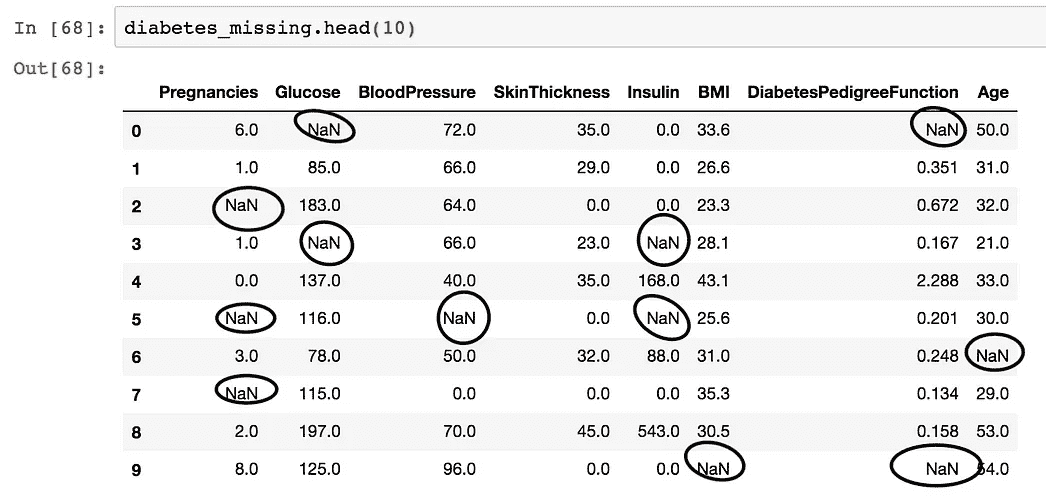 In [68]: diabetes_missing.head(10)
Out[68]:
Pregnancies Glucose BloodPressure SkinThickness Insulin BMI DiabetesPedigreeFunction Age
0 6.0 NaN 72.0 35.0 0.0 33.6 NaN 50.0
1 1.0 85.0 66.0 29.0 0.0 26.6 0.351 31.0
2 NaN 183.0 64.0 0.0 0.0 23.3 0.672 32.0
3 1.0 NaN 66.0 23.0 NaN 28.1 0.167 21.0
4 0.0 137.0 40.0 35.0 168.0 43.1 2.288 33.0
5 NaN 116.0 NaN 0.0 NaN 25.6 0.201 30.0
6 3.0 78.0 50.0 32.0 88.0 31.0 0.248 NaN
7 NaN 115.0 0.0 0.0 0.0 35.3 0.134 29.0
8 2.0 197.0 70.0 45.0 543.0 30.5 0.158 53.0
9 8.0 125.0 96.0 0.0 0.0 NaN NaN 54.0